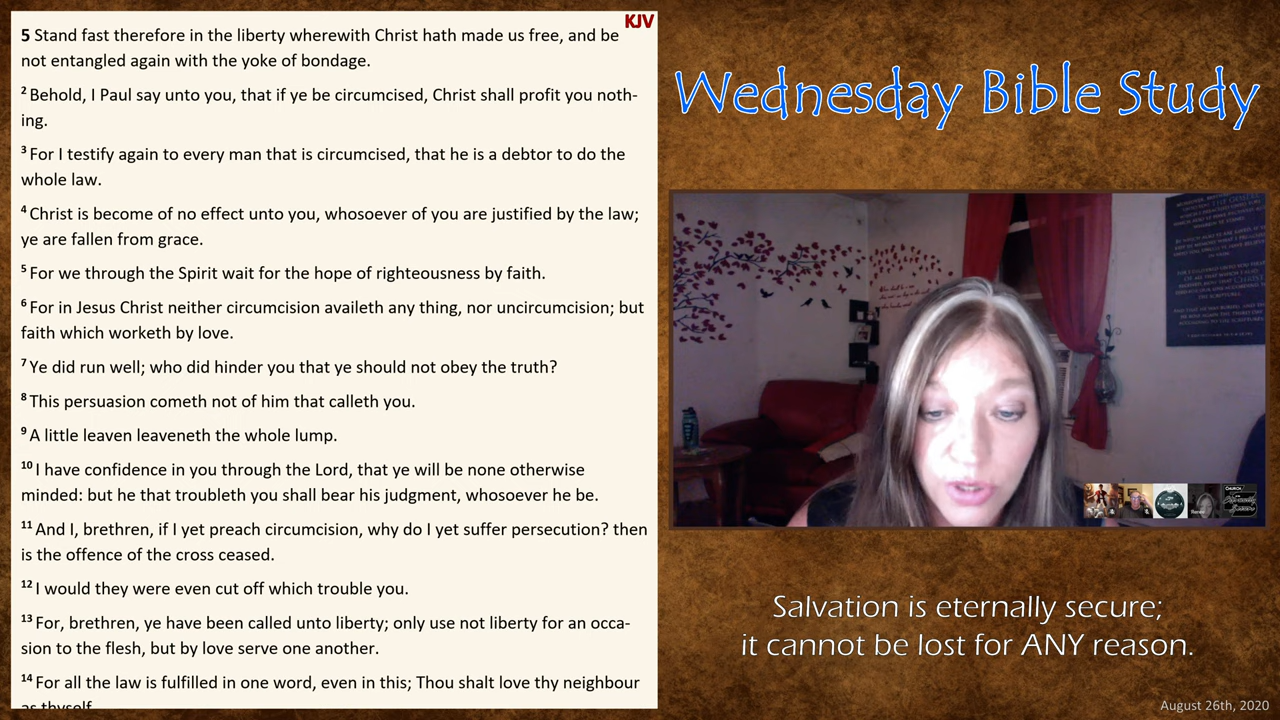 KJV
5 Stand fast therefore in the liberty wherewith Christ hath made us free, and be
not entangled again with the yoke of bondage.
2 Behold, I Paul say unto you, that if ye be circumcised, Christ shall profit you noth-
ing.
3 For I testify again to every man that is circumcised, that he is a debtor to do the
whole law.
4 Christ is become of no effect unto you, whosoever of you are justified by the law;
ye are fallen from grace.
5 For we through the Spirit wait for the hope of righteousness by faith.
6 For in Jesus Christ neither circumcision availeth any thing, nor uncircumcision; but
faith which worketh by love.
7 Ye did run well; who did hinder you that ye should not obey the truth?
8 This persuasion cometh not of him that calleth you.
9 A little leaven leaveneth the whole lump.
10 I have confidence in you through the Lord, that ye will be none otherwise
minded: but he that troubleth you shall bear his judgment, whosoever he be.
11 And I, brethren, if I yet preach circumcision, why do I yet suffer persecution? then
is the offence of the cross ceased.
12 I would they were even cut off which trouble you.
13 For, brethren, ye have been called unto liberty; only use not liberty for an occa-
sion to the flesh, but by love serve one another.
14 For all the law is fulfilled in one word, even in this; Thou shalt love thy neighbour
as thyself
Wednesday Bible Study
Renee
CHURCH
Salvation is eternally secure;
it cannot be lost for ANY reason.
August 26th, 2020